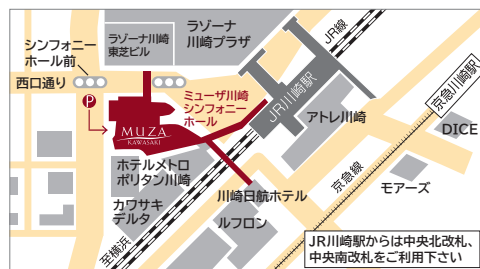 シンフォニー
ホール前
西口通り
ラゾーナ川崎
東芝ビル
ラゾーナ
川崎プラザ
JR線
P
ミューザ川崎
シンフォニー
ホール
MUZA
KAWASAKI
JR川崎駅
アトレ川崎
京急川崎駅
DICE
モアーズ
京急線
ホテルメトロ
ポリタン川崎
カワサキ
デルタ
川崎日航ホテル
ルフロン
至横浜
JR川崎駅からは中央北改札、
中央南改札をご利用下さい